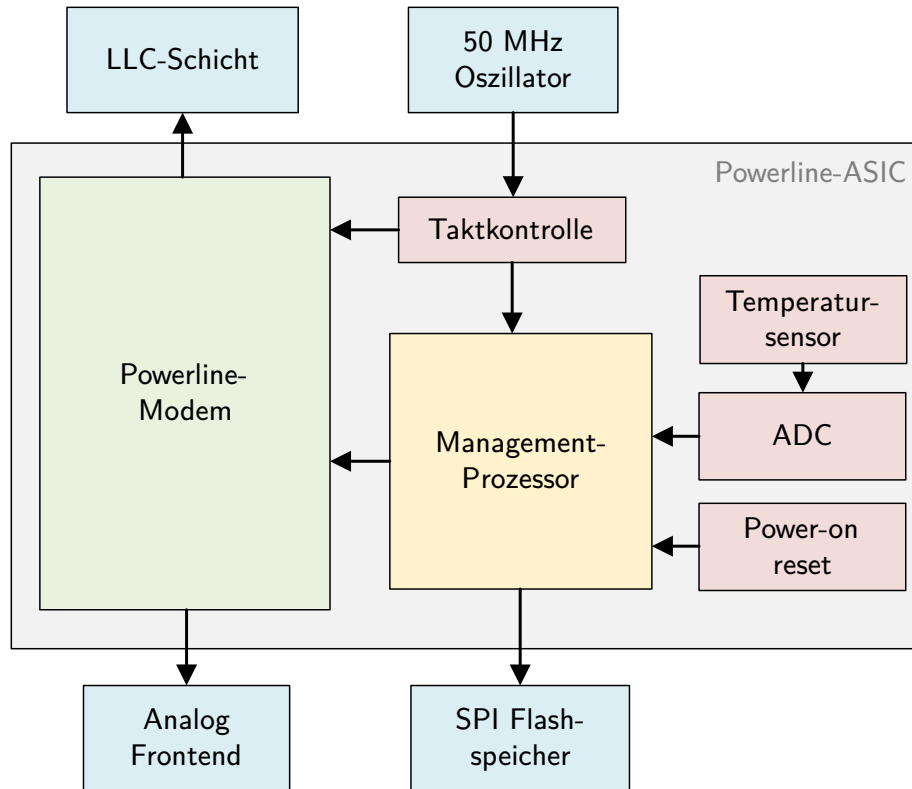 LLC-Schicht
50 MHz
Oszillator
Powerline-ASIC
Taktkontrolle
Temperatur-
sensor
Powerline-
Modem
Management-
Prozessor
ADC
Power-on
reset
Analog
Frontend
SPI Flash-
speicher